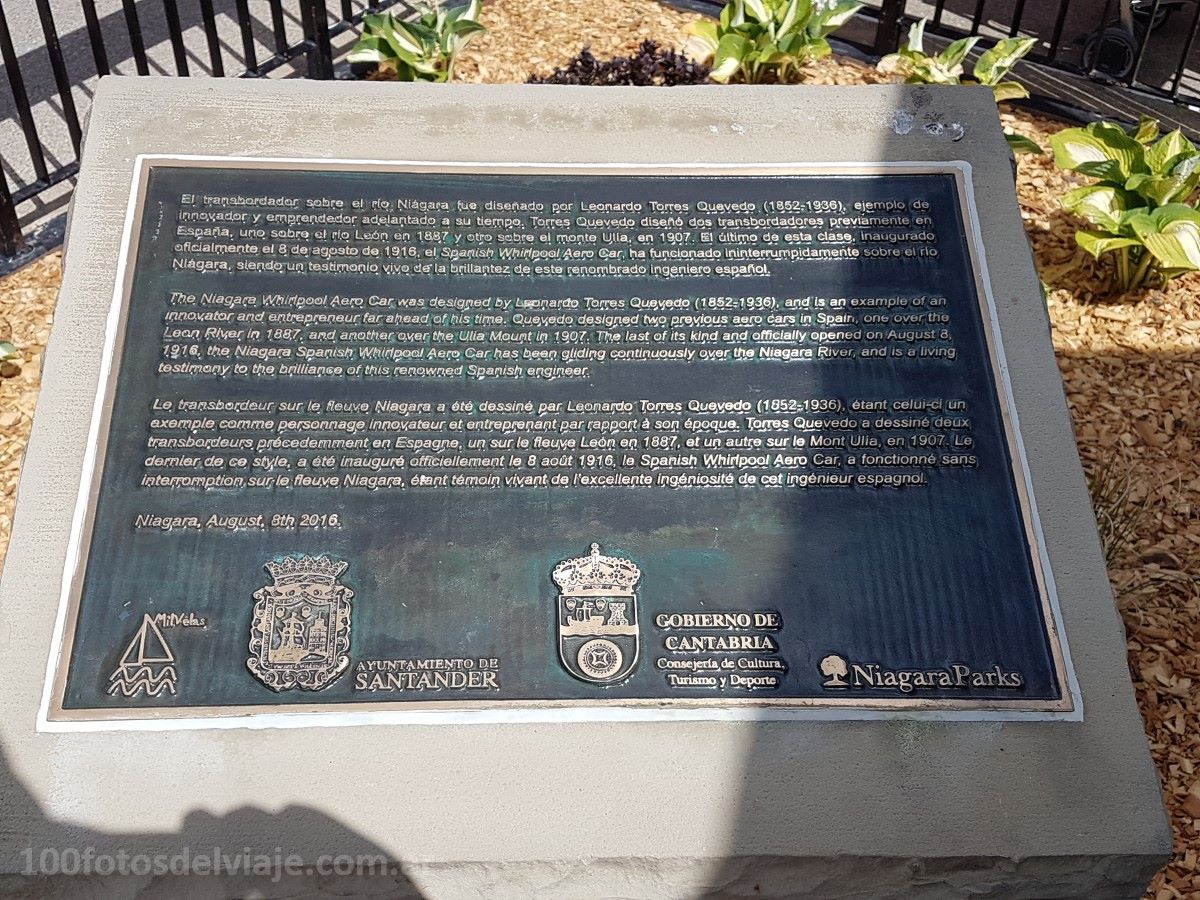 El transbordador sobre el río Niágara fue diseñado por Leonardo Torres Quevedo (1852-1936), ejemplo de
innovador y emprendedor adelantado a su tiempo. Torres Quevedo diseñó dos transbordadores previamente en
España, uno sobre el río León en 1887 y otro sobre el monte Ulia, en 1907. El último de esta clase, inaugurado
oficialmente el 8 de agosto de 1916, el Spanish Whirlpool Aero Car, ha funcionado ininterrumpidamente sobre el río
Niágara, siendo un testimonio vivo de la brillantez de este renombrado ingeniero español.
The Niagara Whirlpool Aero Car was designed by Leonardo Torres Quevedo (1852-1936), and is an example of an
innovator and entrepreneur far ahead of his time. Quevedo designed two previous aero cars in Spain, one over the
Leon River in 1887, and another over the Ulia Mount in 1907. The last of its kind and officially opened on August 8,
1916, the Niagara Spanish Whirlpool Aero Car has been gliding continuously over the Niagara River, and is a living
testimony to the brilliance of this renowned Spanish engineer.
Le transbordeur sur le fleuve Niagara a été dessiné par Leonardo Torres Quevedo (1852-1936), étant celui-ci un
exemple comme personnage innovateur et entreprenant par rapport à son époque. Torres Quevedo a dessiné deux
transbordeurs précedemment en Espagne, un sur le fleuve León en 1887, et un autre sur le Mont Ulia, en 1907. Le
dernier de ce style, a été inauguré officiellement le 8 août 1916, le Spanish Whirlpool Aero Car, a fonctionné sans
interromption sur le fleuve Niagara, étant témoin vivant de l'excellente ingéniosité de cet ingénieur espagnol.
Niagara, August, 8th 2016.
MilVelas
AYUNTAMIENTO DE
SANTANDER
GOBIERNO DE
CANTABRIA
Consejería de Cultura,
Turismo y Deporte
NiagaraParks
100fotosdelviaje.com.ar